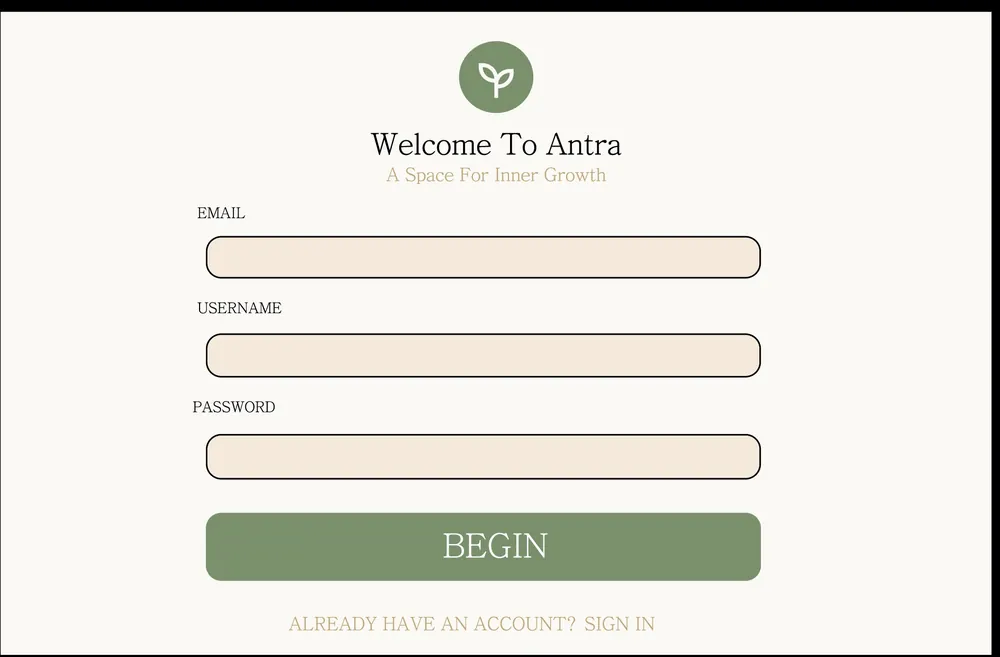 Welcome To Antra
A Space For Inner Growth
EMAIL
USERNAME
PASSWORD
BEGIN
ALREADY HAVE AN ACCOUNT? SIGN IN